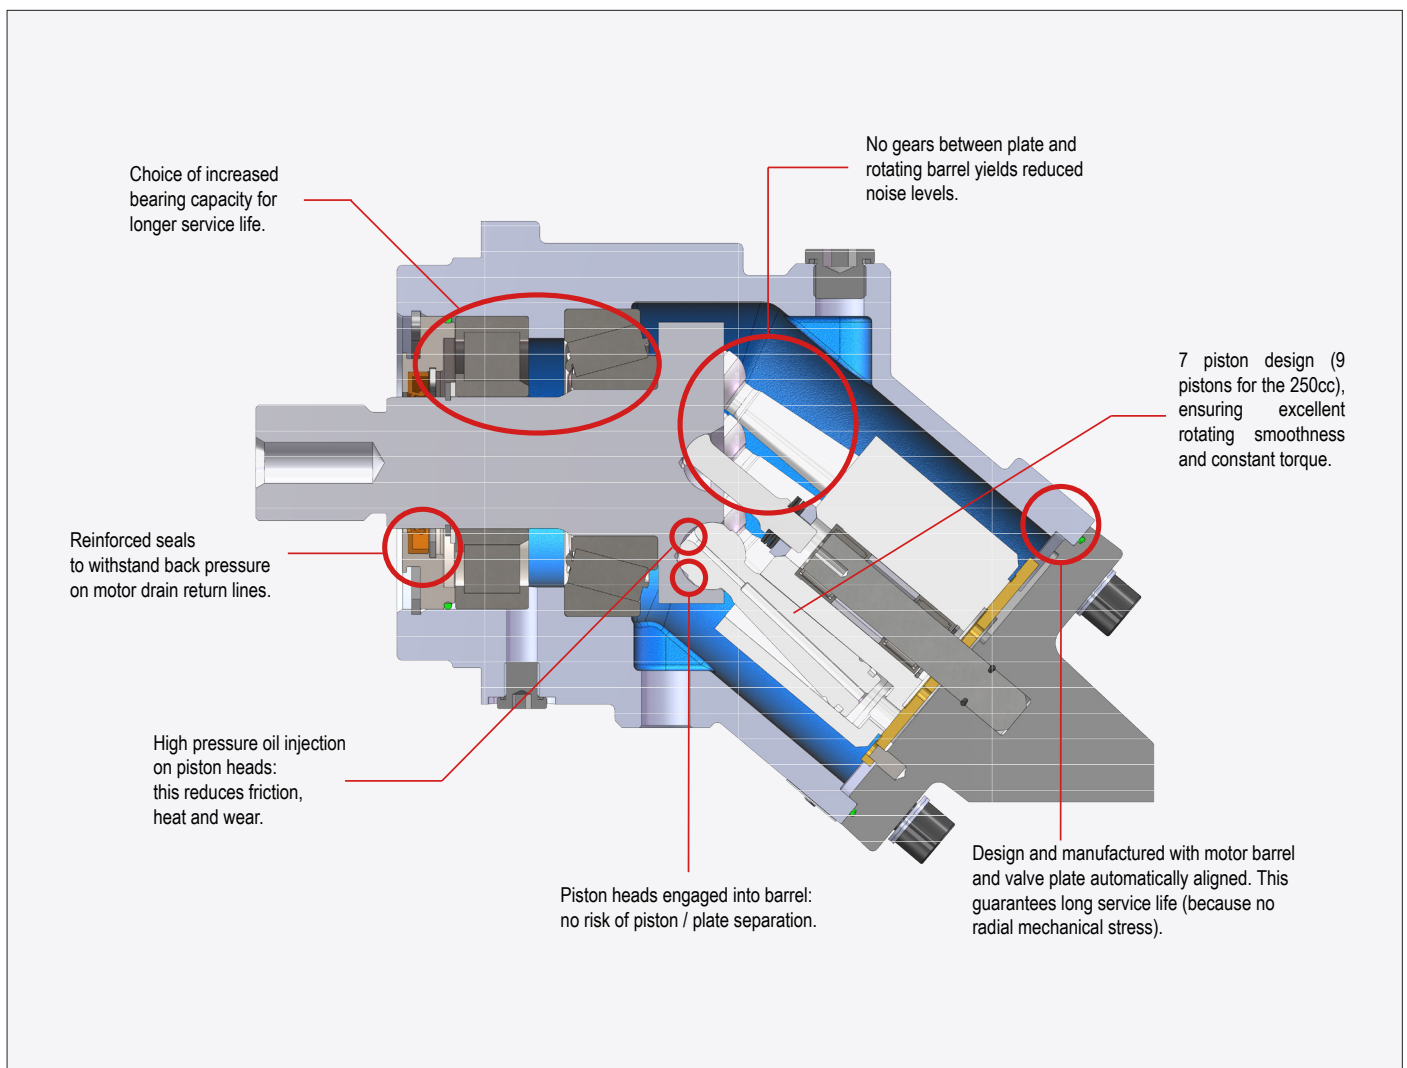 No gears between plate and
rotating barrel yields reduced
noise levels.
Choice of increased
bearing capacity for
longer service life.
7 piston design (9
pistons for the 250cc),
ensuring excellent
rotating smoothness
and constant torque.
Reinforced seals
to withstand back pressure
on motor drain return lines.
High pressure oil injection
on piston heads:
this reduces friction,
heat and wear.
Piston heads engaged into barrel:
no risk of piston / plate separation.
Design and manufactured with motor barrel
and valve plate automatically aligned. This
guarantees long service life (because no
radial mechanical stress).